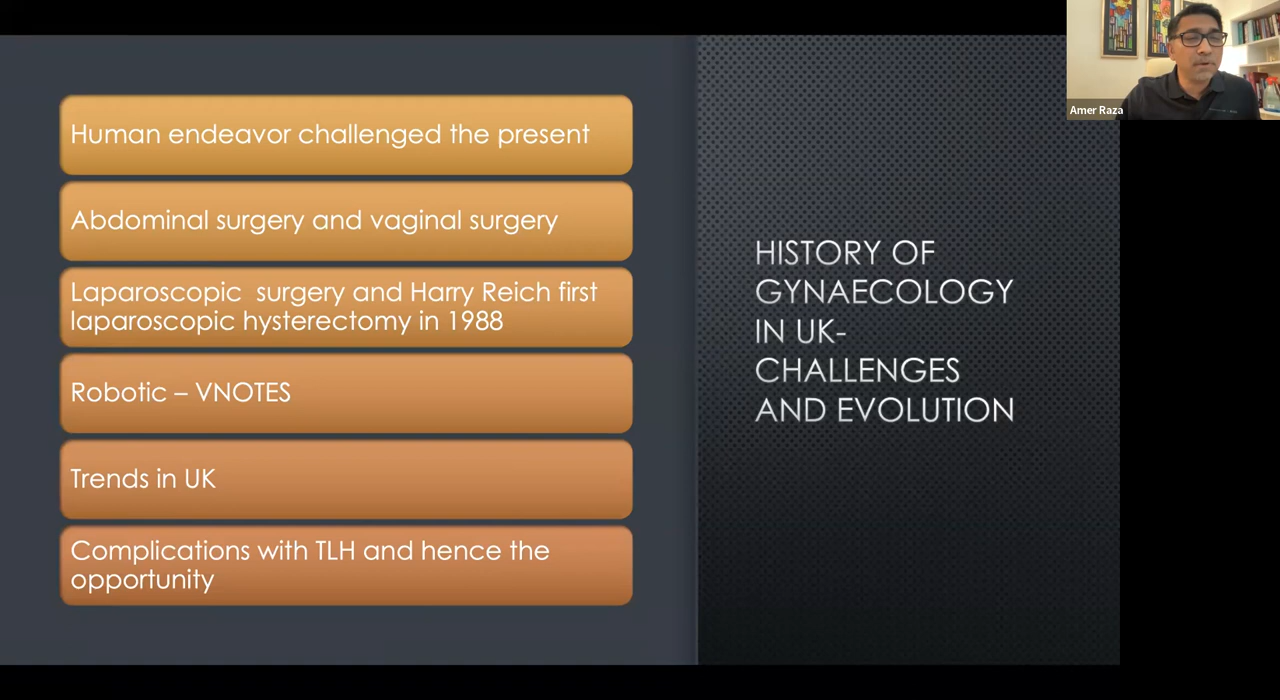 Human endeavor challenged the present
Abdominal surgery and vaginal surgery
Laparoscopic  surgery and Harry Reich first
laparoscopic hysterectomy in 1988
Robotic – VNOTES
Trends in UK
Complications with TLH and hence the
opportunity
HISTORY OF
GYNAECOLOGY
IN UK-
CHALLENGES
AND EVOLUTION
Amer Raza